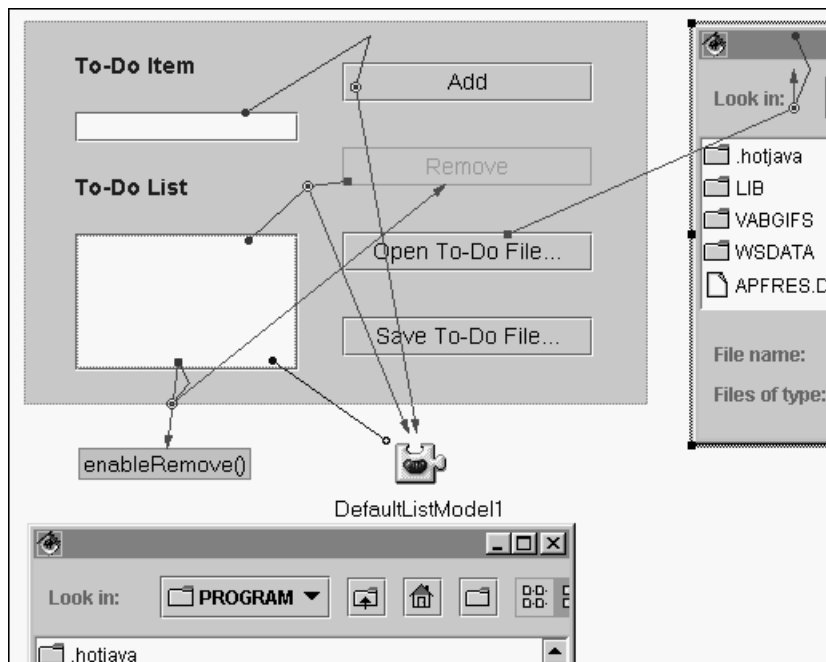 To-Do Item
Add
Remove
To-Do List
Open To-Do File...
Save To-Do File...
enableRemove()
DefaultListModel1
Look in:
.hotjava
LIB
VABGIFS
WSDATA
APFRES.D
File name:
Files of type:
Look in:
PROGRAM
.hotjava